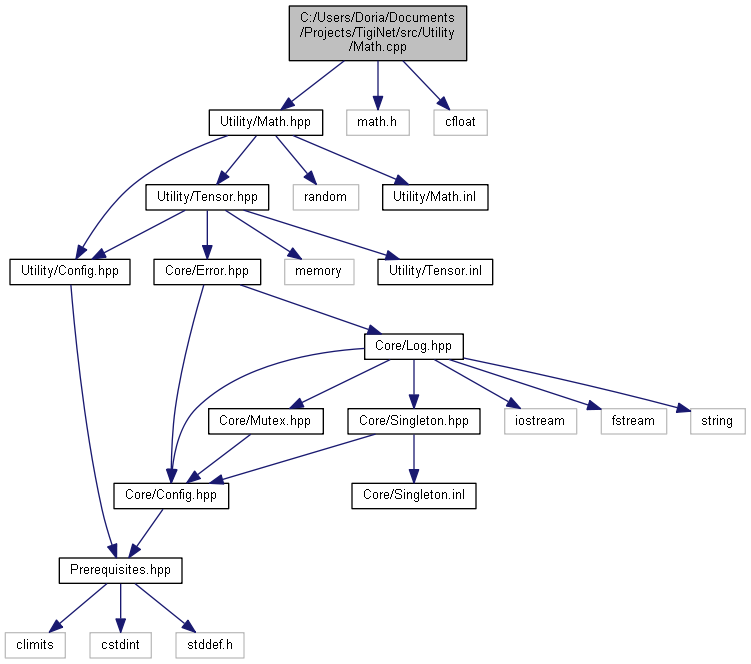 C:/Users/Doria/Documents
/Projects/TigiNet/src/Utility
/Math.cpp
Utility/Math.hpp
math.h
cfloat
Utility/Tensor.hpp
random
Utility/Math.inl
Utility/Config.hpp
Core/Error.hpp
memory
Utility/Tensor.inl
Core/Log.hpp
Core/Mutex.hpp
Core/Singleton.hpp
iostream
fstream
string
Core/Config.hpp
Core/Singleton.inl
Prerequisites.hpp
climits
cstdint
stddef.h